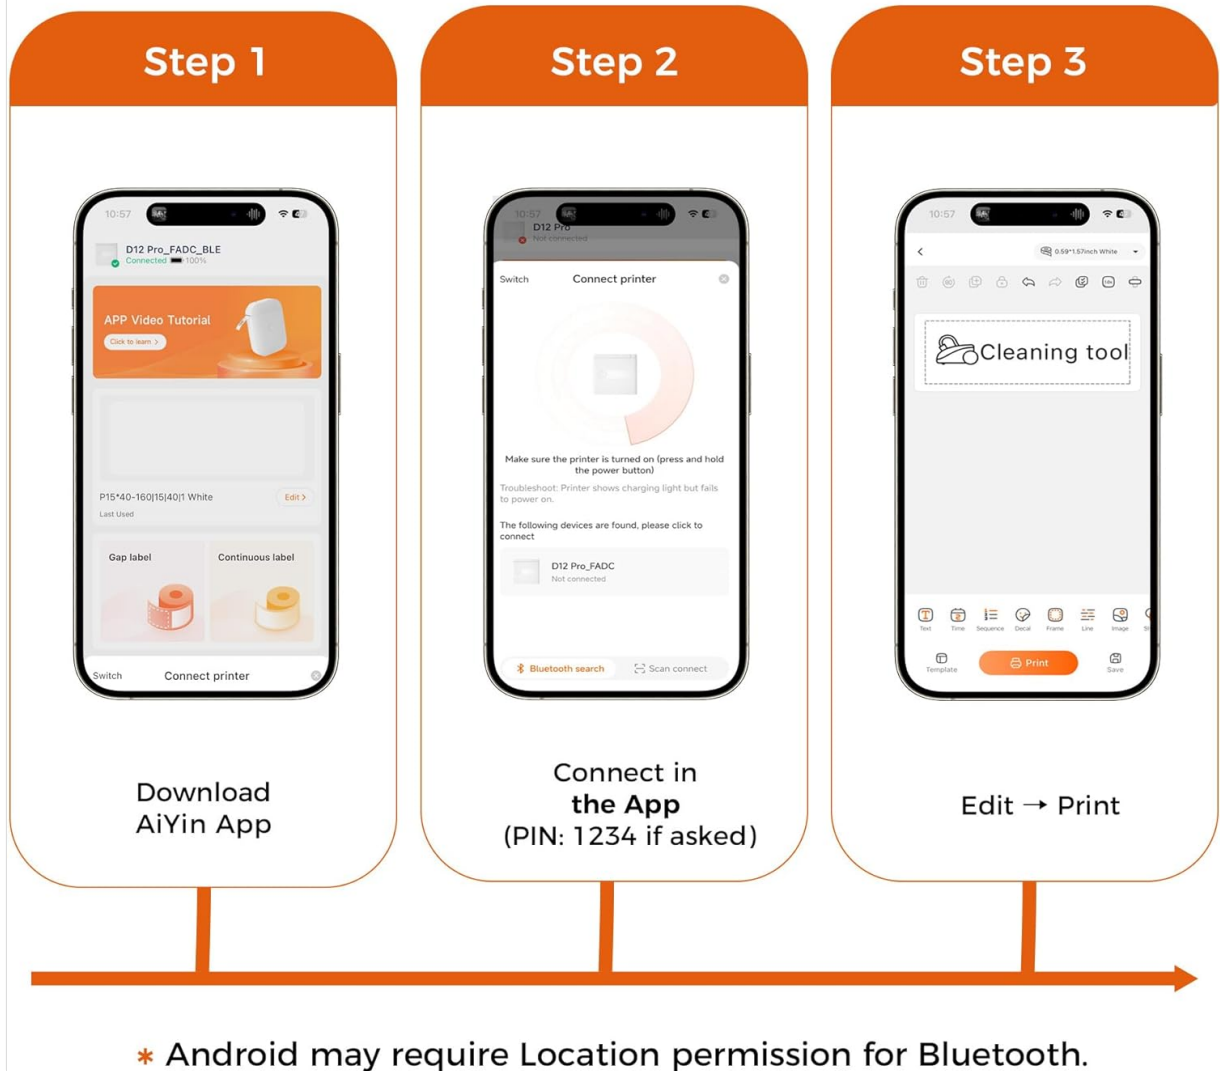 Step 1
10:57
D12 Pro_FADC_BLE
Connected 100%
APP Video Tutorial
Click to learn >
P15*40-160|15|40|1 White
Edit >
Last Used
Gap label
Continuous label
Switch
Connect printer
Download
AiYin App
Step 2
10:57
D12 Pro
Not connected
Switch
Connect printer
Make sure the printer is turned on (press and hold
the power button)
Troubleshoot: Printer shows charging light but fails
to power on.
The following devices are found, please click to
connect
D12 Pro_FADC
Not connected
Bluetooth search
Scan connect
Connect in
the App
(PIN: 1234 if asked)
Step 3
10:57
0.59*1.57inch White
Cleaning tool
Text
Time
Sequence
Decal
Frame
Line
Image
Template
Print
Save
Edit → Print
* Android may require Location permission for Bluetooth.